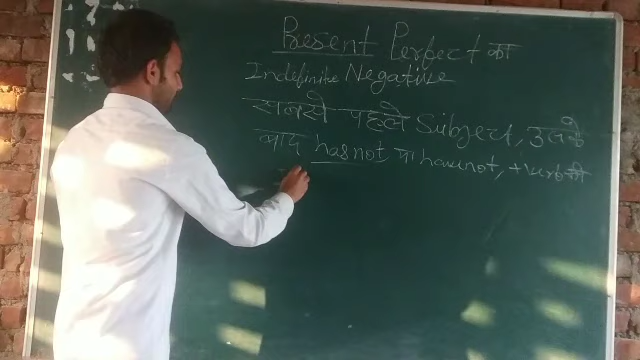 Present Perfect का
Indefinite Negative
सबसे पहले Subject, उसके
बाद has not या have not, + verb की